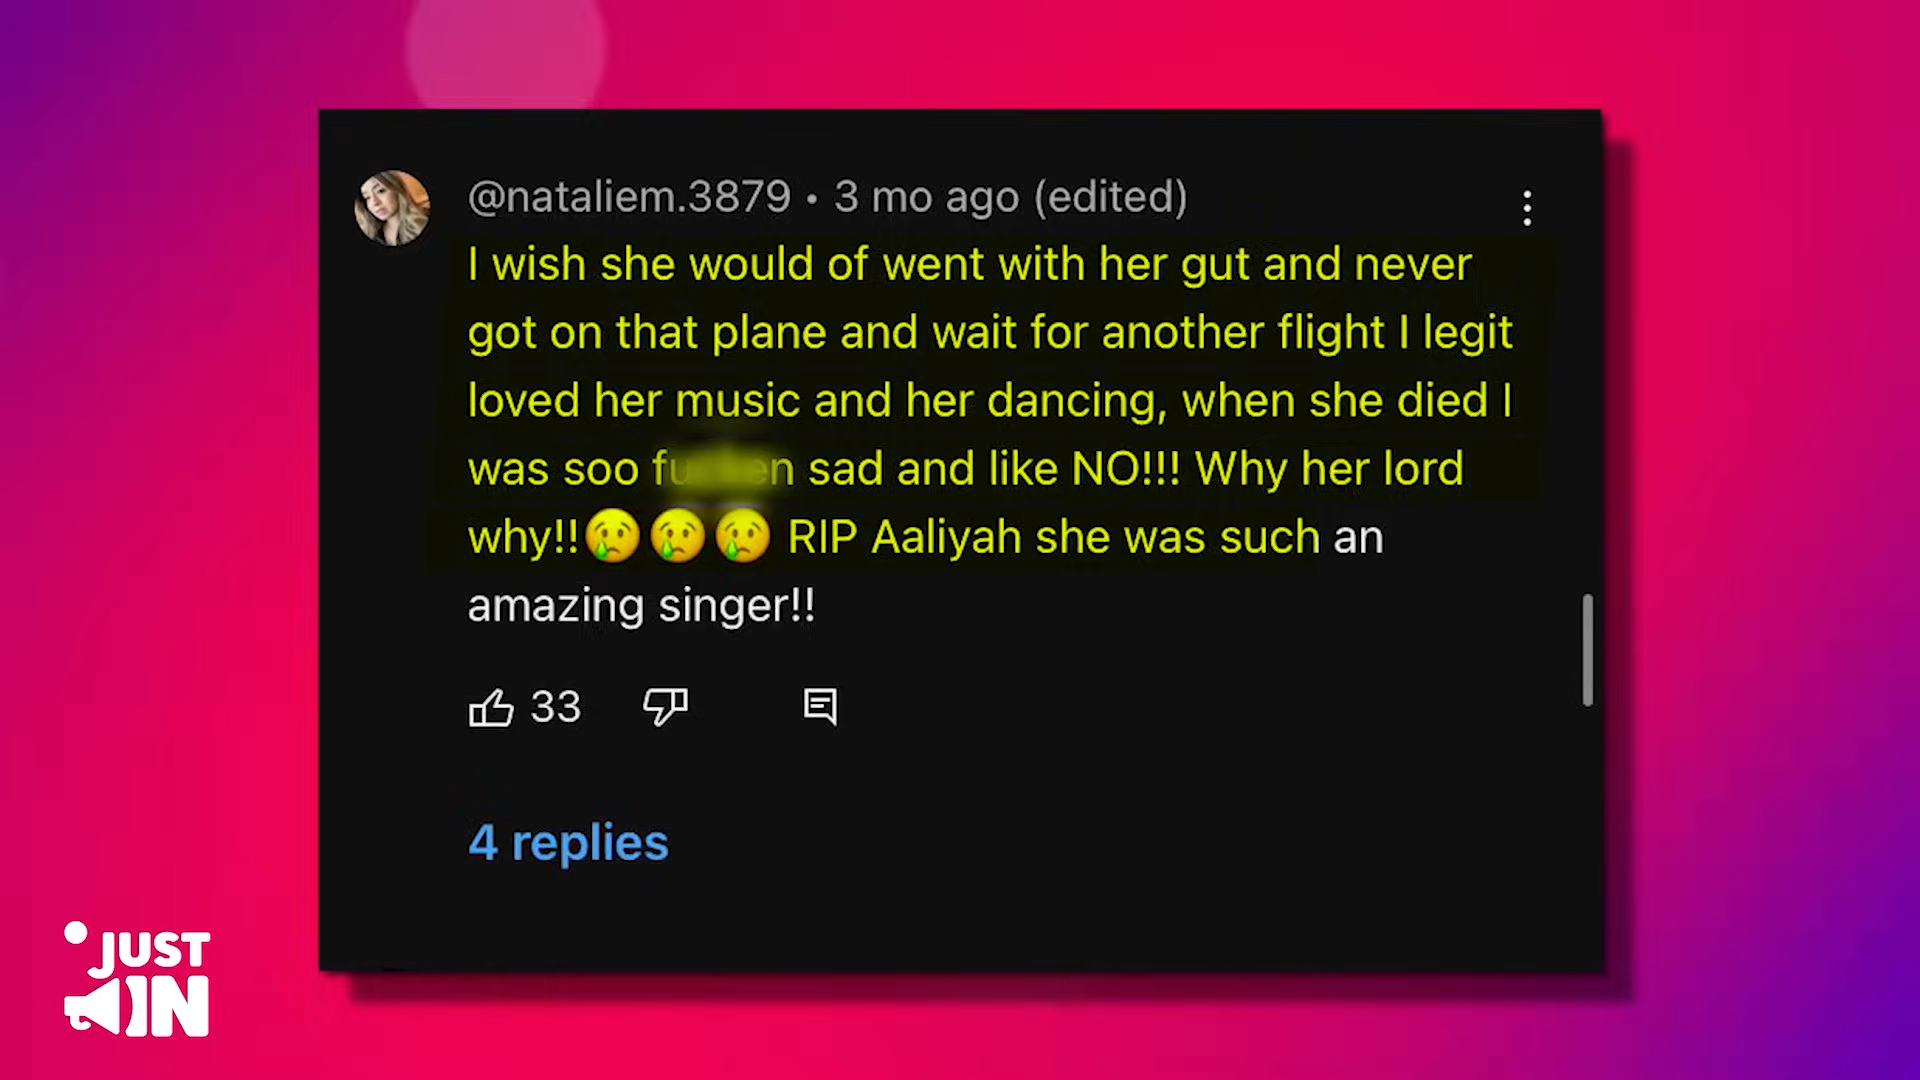 @nataliem.3879 • 3 mo ago (edited)
I wish she would of went with her gut and never
got on that plane and wait for another flight I legit
loved her music and her dancing, when she died I
was soo sad and like NO!!! Why her lord
why!!😢😢😢 RIP Aaliyah she was such an
amazing singer!!
33
4 replies
JUST
IN